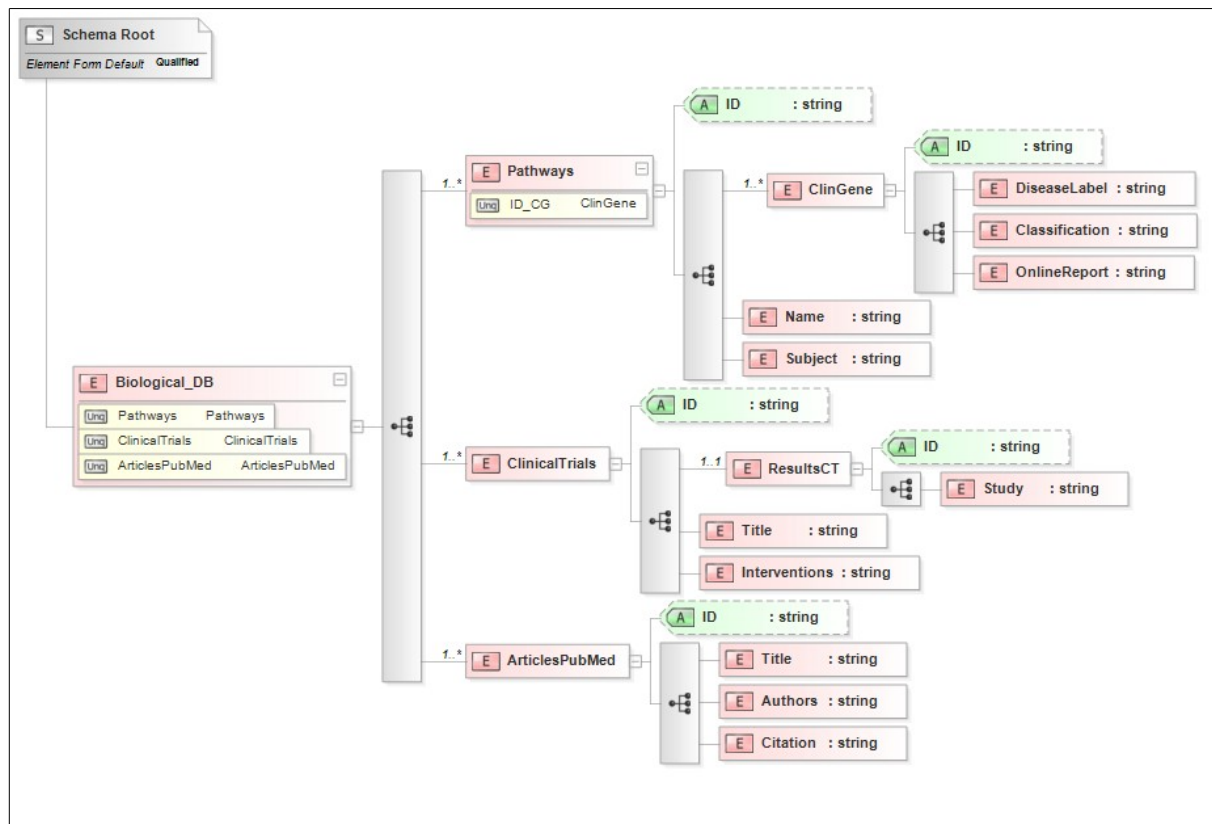 S Schema Root
Element Form Default Qualified
A ID : string
A ID : string
1..* E Pathways
Unq ID_CG ClinGene
1..* E ClinGene
E DiseaseLabel : string
E Classification : string
E OnlineReport : string
E Name : string
E Subject : string
E Biological_DB
Unq Pathways Pathways
Unq ClinicalTrials ClinicalTrials
Unq ArticlesPubMed ArticlesPubMed
A ID : string
1..* E ClinicalTrials
1..1 E ResultsCT
A ID : string
E Study : string
E Title : string
E Interventions : string
A ID : string
1..* E ArticlesPubMed
E Title : string
E Authors : string
E Citation : string